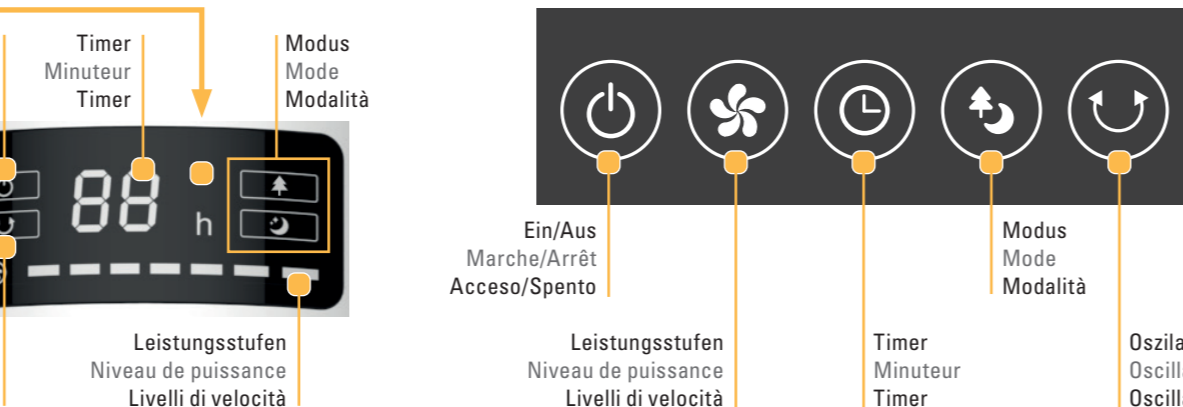 Timer
Minuteur
Timer
Modus
Mode
Modalità
88
h
Leistungsstufen
Niveau de puissance
Livelli di velocità
Ein/Aus
Marche/Arrêt
Acceso/Spento
Modus
Mode
Modalità
Leistungsstufen
Niveau de puissance
Livelli di velocità
Timer
Minuteur
Timer